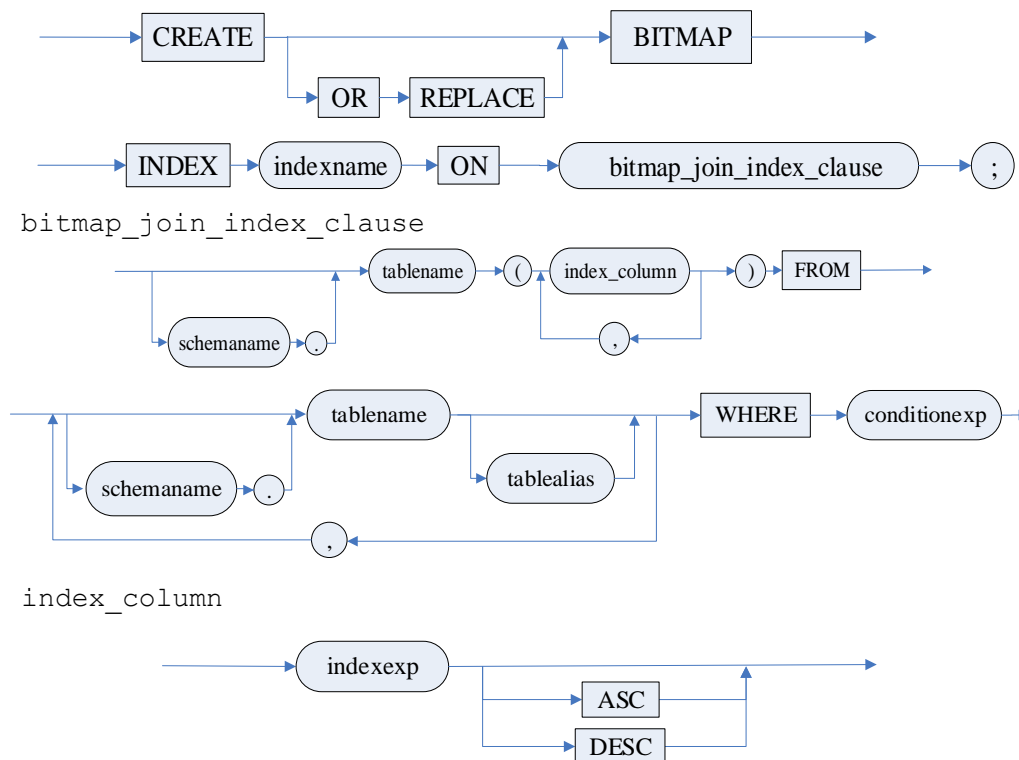 CREATE BITMAP
OR REPLACE
INDEX indexname ON bitmap_join_index_clause ;
bitmap_join_index_clause
tablename ( index_column ) FROM
schemaname . ,
tablename WHERE conditionexp
schemaname . tablealias
,
index_column
indexexp
ASC
DESC